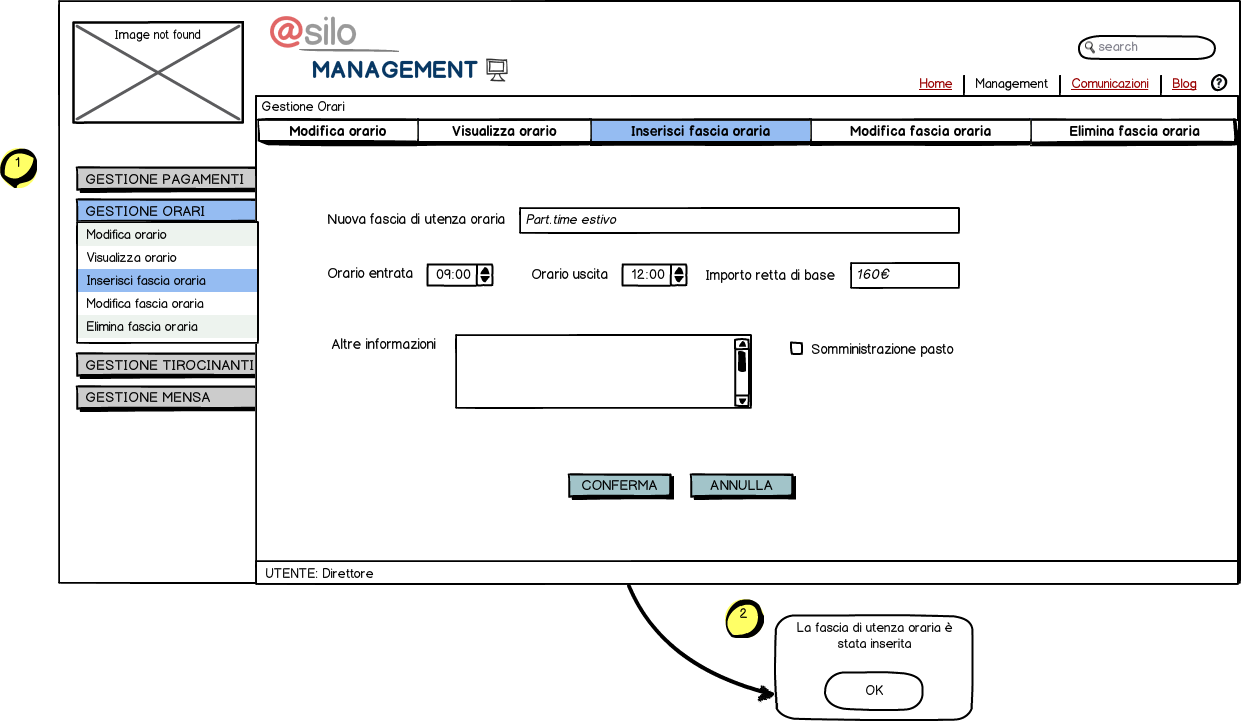 Image not found
@silo
MANAGEMENT
search
Home Management Comunicazioni Blog ?
Gestione Orari
Modifica orario Visualizza orario Inserisci fascia oraria Modifica fascia oraria Elimina fascia oraria
1
GESTIONE PAGAMENTI
GESTIONE ORARI
Modifica orario
Visualizza orario
Inserisci fascia oraria
Modifica fascia oraria
Elimina fascia oraria
GESTIONE TIROCINANTI
GESTIONE MENSA
Nuova fascia di utenza oraria Part.time estivo
Orario entrata 09:00 Orario uscita 12:00 Importo retta di base 160€
Altre informazioni
Somministrazione pasto
CONFERMA ANNULLA
UTENTE: Direttore
2
La fascia di utenza oraria è
stata inserita
OK